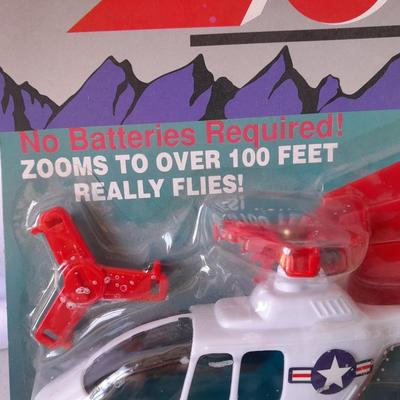 No Batteries Required!
ZOOMS TO OVER 100 FEET
REALLY FLIES!